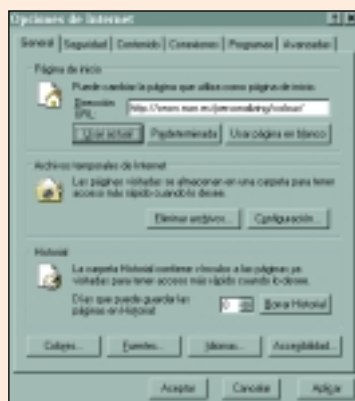 Opciones de Internet
General Seguridad Contenido Conexiones Programas Avanzadas
Página de inicio
Puede cambiar la página que utiliza como página de inicio.
Dirección
URL:
Usar actual Predeterminada Usar página en blanco
Archivos temporales de Internet
Las páginas visitadas se almacenan en una carpeta para tener
acceso más rápido cuando lo desee.
Eliminar archivos... Configuración...
Historial
La carpeta Historial contiene vínculos a las páginas ya
visitadas para tener acceso más rápido cuando lo desee.
Días que puede guardar las
páginas en Historial: 0 Borrar Historial
Colores... Fuentes... Idiomas... Accesibilidad...
Aceptar Cancelar Aplicar